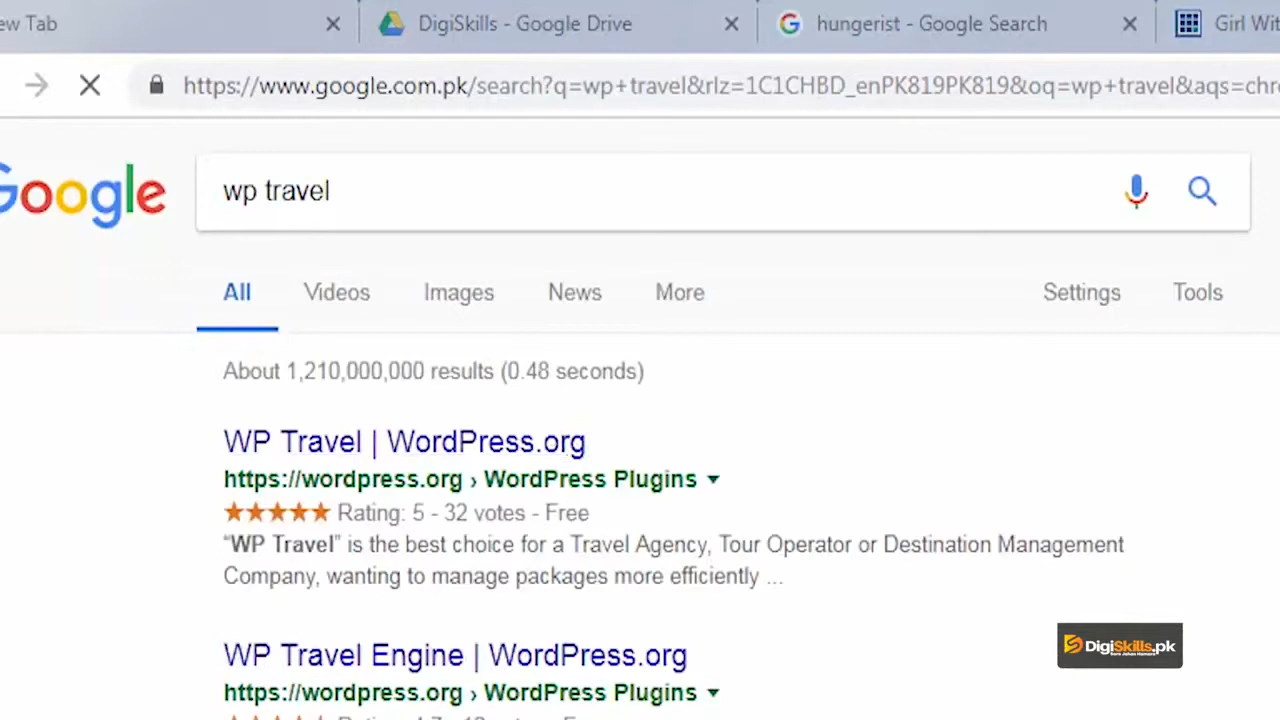 ew Tab
DigiSkills - Google Drive
hungerist - Google Search
Girl Wit
https://www.google.com.pk/search?q=wp+travel&rlz=1C1CHBD_enPK819PK819&oq=wp+travel&aqs=chro
Google
wp travel
All
Videos
Images
News
More
Settings
Tools
About 1,210,000,000 results (0.48 seconds)
WP Travel | WordPress.org
https://wordpress.org › WordPress Plugins
Rating: 5 - 32 votes - Free
“WP Travel” is the best choice for a Travel Agency, Tour Operator or Destination Management
Company, wanting to manage packages more efficiently ...
WP Travel Engine | WordPress.org
https://wordpress.org › WordPress Plugins
DigiSkills.pk